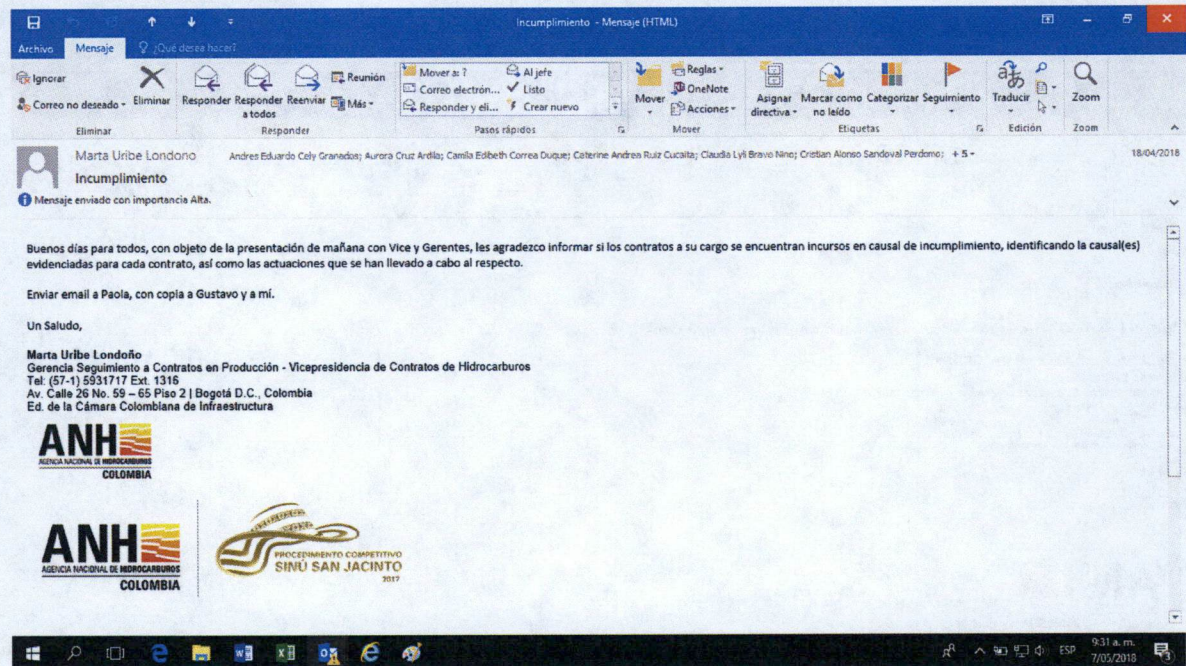 Incumplimiento - Mensaje (HTML)
Archivo Mensaje ¿Qué desea hacer?
Ignorar
Correo no deseado
Eliminar
Responder Responder a todos Reenviar
Reunión
Más
Mover a: ?
Al jefe
Correo electrón...
Listo
Responder y eli...
Crear nuevo
Mover
Reglas
OneNote
Acciones
Asignar directiva
Marcar como no leído
Categorizar
Seguimiento
Traducir
Zoom
Eliminar Responder Pasos rápidos Mover Etiquetas Edición Zoom
Marta Uribe Londono Andres Eduardo Cely Granados; Aurora Cruz Ardila; Camila Edibeth Correa Duque; Caterine Andrea Ruiz Cucaita; Claudia Lyli Bravo Nino; Cristian Alonso Sandoval Perdomo; + 5 18/04/2018
Incumplimiento
Mensaje enviado con importancia Alta.
Buenos días para todos, con objeto de la presentación de mañana con Vice y Gerentes, les agradezco informar si los contratos a su cargo se encuentran incursos en causal de incumplimiento, identificando la causal(es)
evidenciadas para cada contrato, así como las actuaciones que se han llevado a cabo al respecto.
Enviar email a Paola, con copia a Gustavo y a mí.
Un Saludo,
Marta Uribe Londoño
Gerencia Seguimiento a Contratos en Producción - Vicepresidencia de Contratos de Hidrocarburos
Tel: (57-1) 5931717 Ext. 1316
Av. Calle 26 No. 59 – 65 Piso 2 | Bogotá D.C., Colombia
Ed. de la Cámara Colombiana de Infraestructura
ANH
AGENCIA NACIONAL DE HIDROCARBUROS
COLOMBIA
ANH
AGENCIA NACIONAL DE HIDROCARBUROS
COLOMBIA
PROCEDIMIENTO COMPETITIVO
SINÚ SAN JACINTO
2017
ESP
9:31 a. m.
7/05/2018